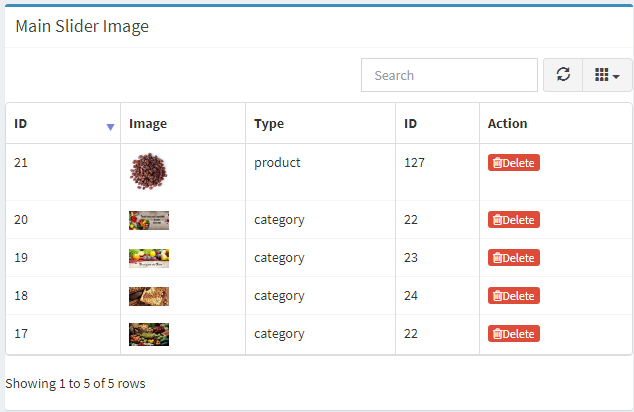 Main Slider Image
Search
ID Image Type ID Action
21 product 127 Delete
20 category 22 Delete
19 category 23 Delete
18 category 24 Delete
17 category 22 Delete
Showing 1 to 5 of 5 rows